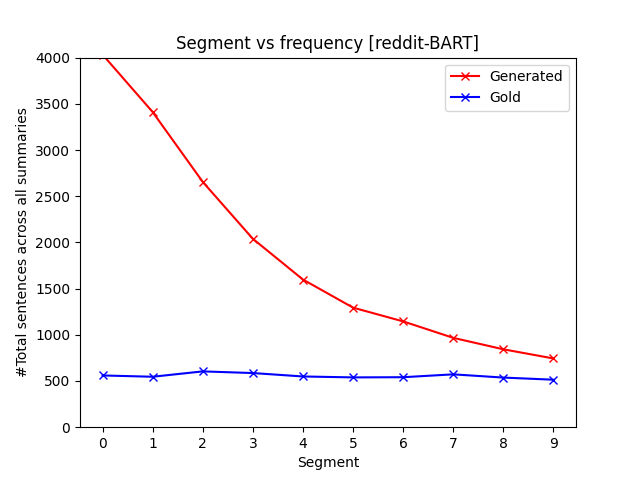 Segment vs frequency [reddit-BART]
Generated
Gold
#Total sentences across all summaries
4000
3500
3000
2500
2000
1500
1000
500
0
0 1 2 3 4 5 6 7 8 9
Segment